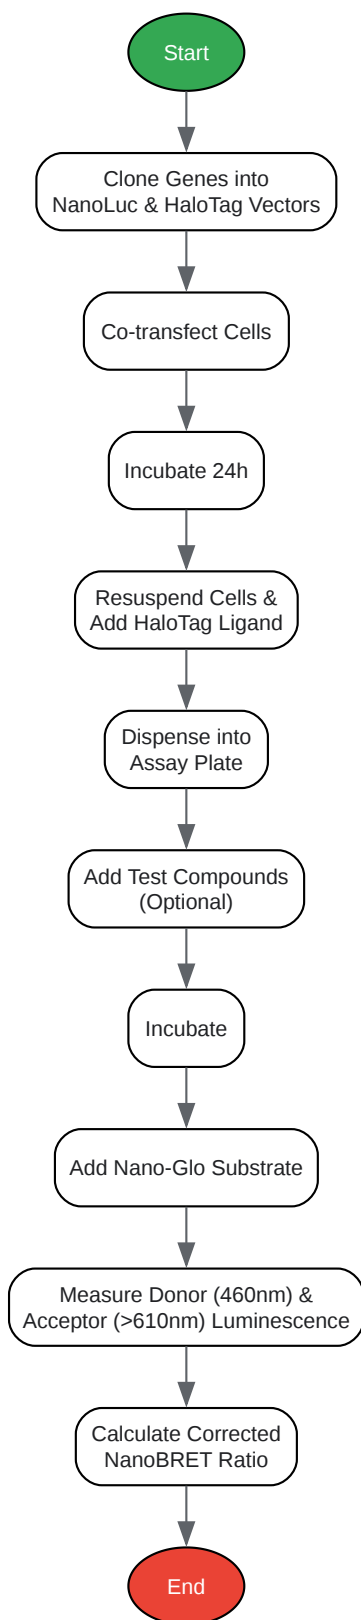 Start
Clone Genes into
NanoLuc & HaloTag Vectors
Co-transfect Cells
Incubate 24h
Resuspend Cells &
Add HaloTag Ligand
Dispense into
Assay Plate
Add Test Compounds
(Optional)
Incubate
Add Nano-Glo Substrate
Measure Donor (460nm) &
Acceptor (>610nm) Luminescence
Calculate Corrected
NanoBRET Ratio
End